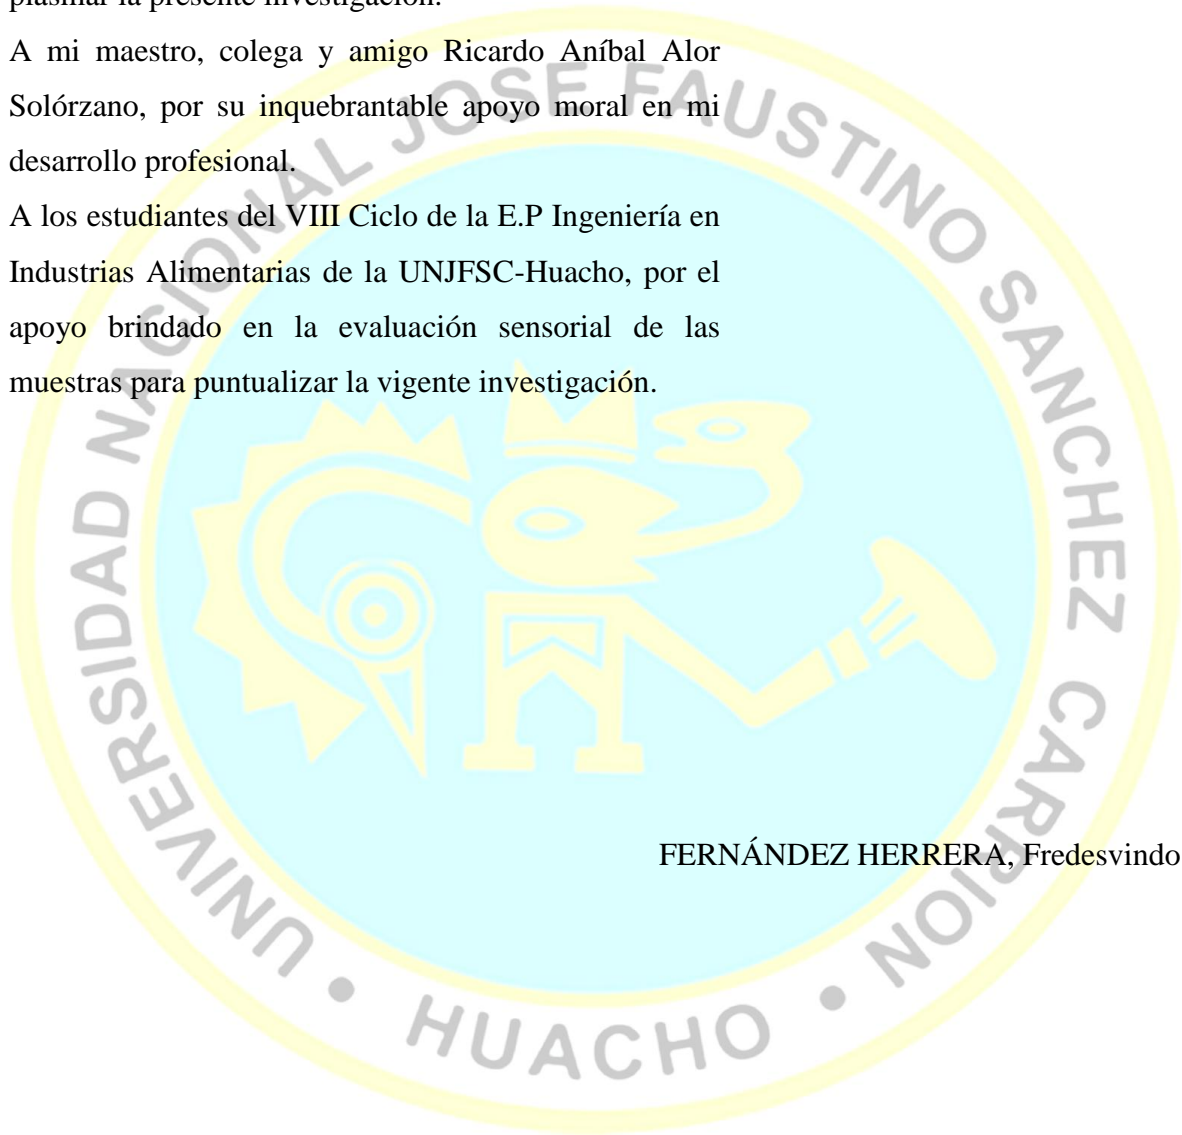 plasmar la presente investigación.
A mi maestro, colega y amigo Ricardo Aníbal Alor
Solórzano, por su inquebrantable apoyo moral en mi
desarrollo profesional.
A los estudiantes del VIII Ciclo de la E.P Ingeniería en
Industrias Alimentarias de la UNJFSC-Huacho, por el
apoyo brindado en la evaluación sensorial de las
muestras para puntualizar la vigente investigación.
FERNÁNDEZ HERRERA, Fredesvindo
UNIVERSIDAD NACIONAL JOSE FAUSTINO SANCHEZ CARRION • HUACHO •